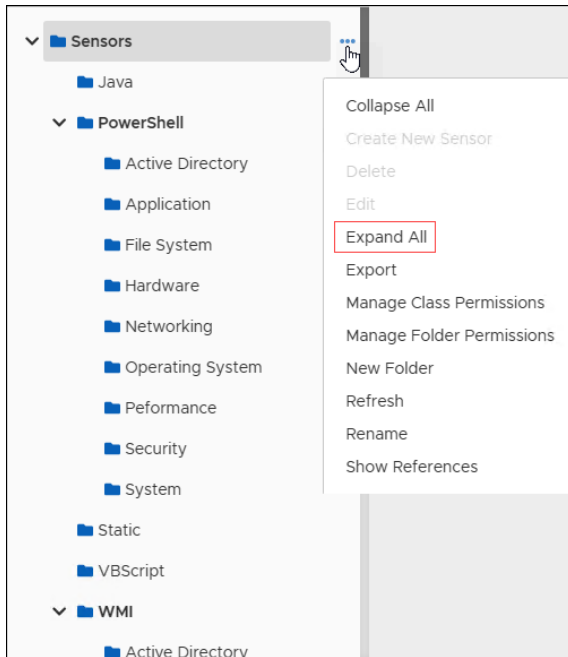 Sensors
Java
PowerShell
Active Directory
Application
File System
Hardware
Networking
Operating System
Peformance
Security
System
Static
VBScript
WMI
Active Directory
Collapse All
Create New Sensor
Delete
Edit
Expand All
Export
Manage Class Permissions
Manage Folder Permissions
New Folder
Refresh
Rename
Show References